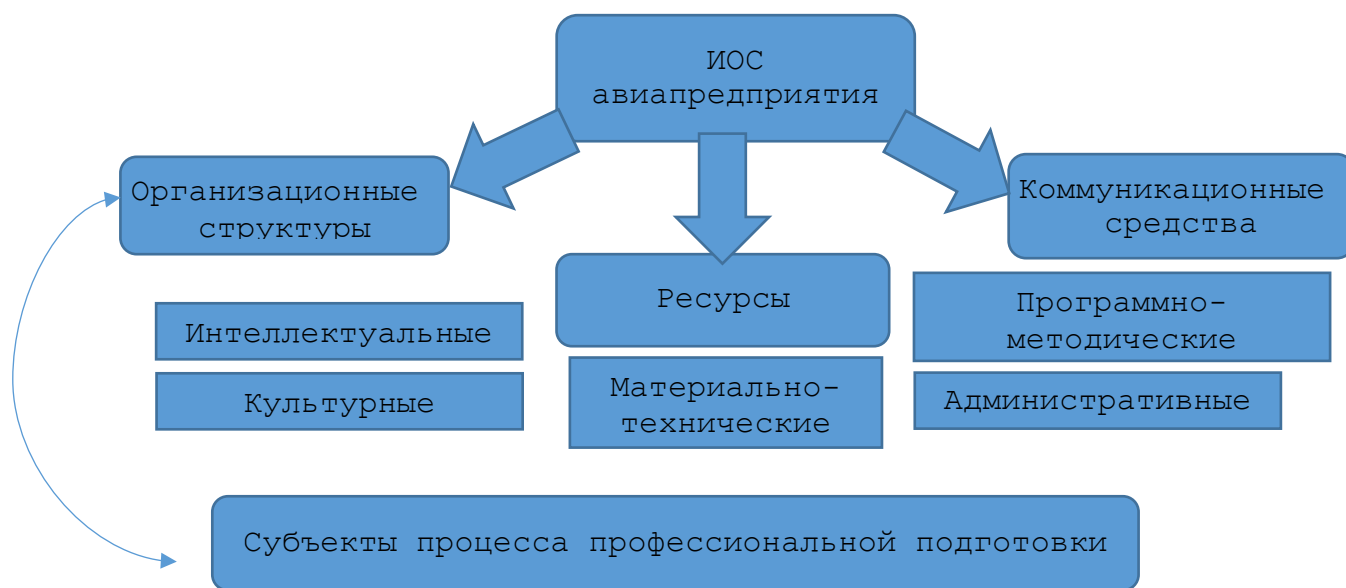 ИОС
авиапредприятия
Организационные
структуры
Коммуникационные
средства
Ресурсы
Интеллектуальные
Культурные
Материально-
технические
Программно-
методические
Административные
Субъекты процесса профессиональной подготовки